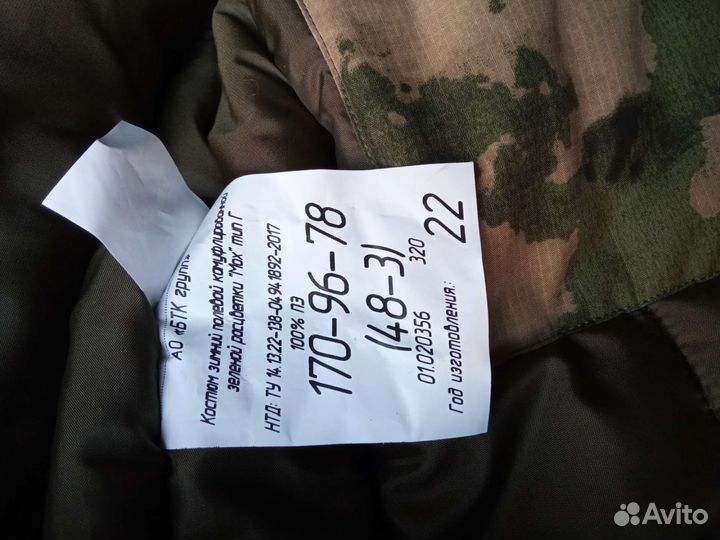 АО «БТК групп»
Костюм зимний полевой камуфлированной
зеленой расцветки "Мох" тип Г
НТД: ТУ 14.13.22-138-04941892-2017
100% ПЭ
170-96-78
(48-3)
01.020356 320
Год изготовления: 22
Avito